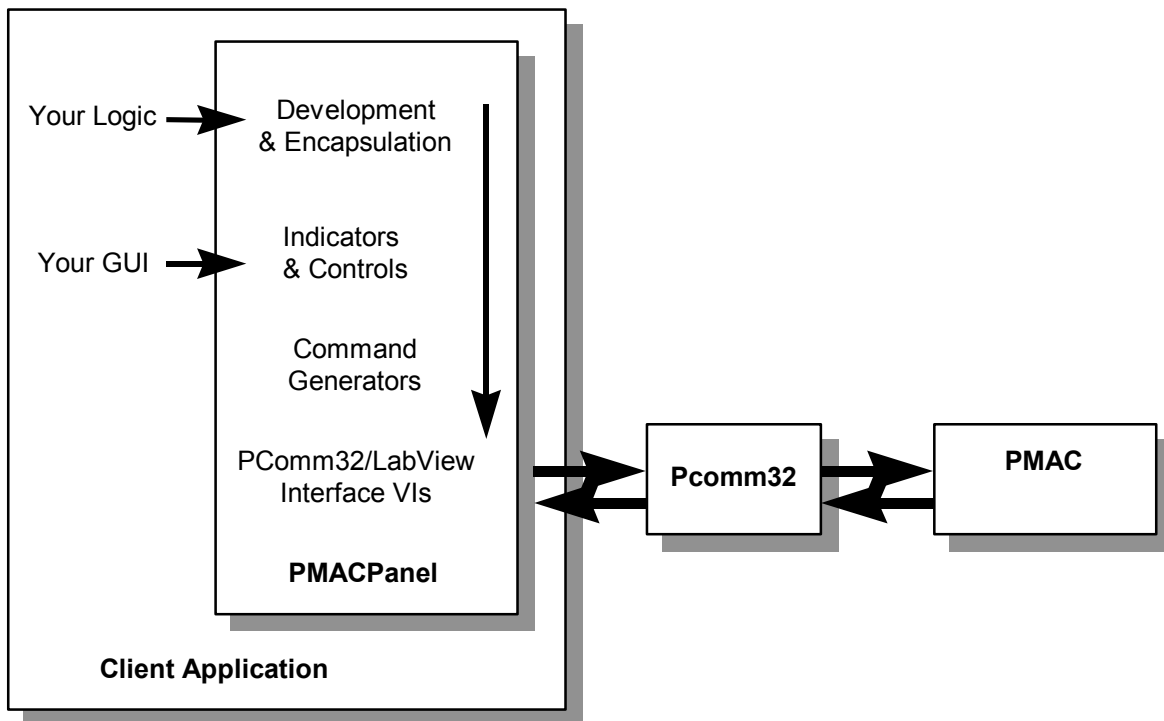 Your Logic
Development
& Encapsulation
Your GUI
Indicators
& Controls
Command
Generators
PComm32/LabView
Interface VIs
PMACPanel
Client Application
Pcomm32
PMAC